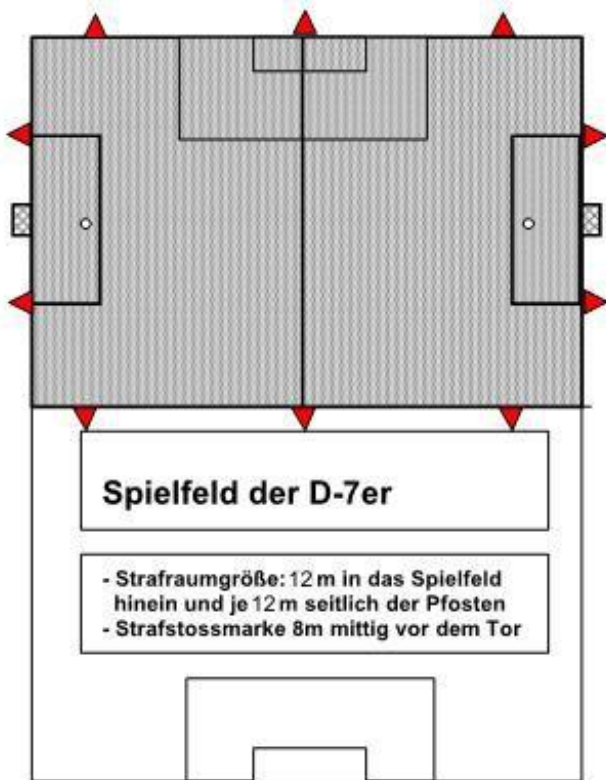 Spielfeld der D-7er
- Strafraumgröße: 12 m in das Spielfeld
hinein und je 12 m seitlich der Pfosten
- Strafstossmarke 8m mittig vor dem Tor